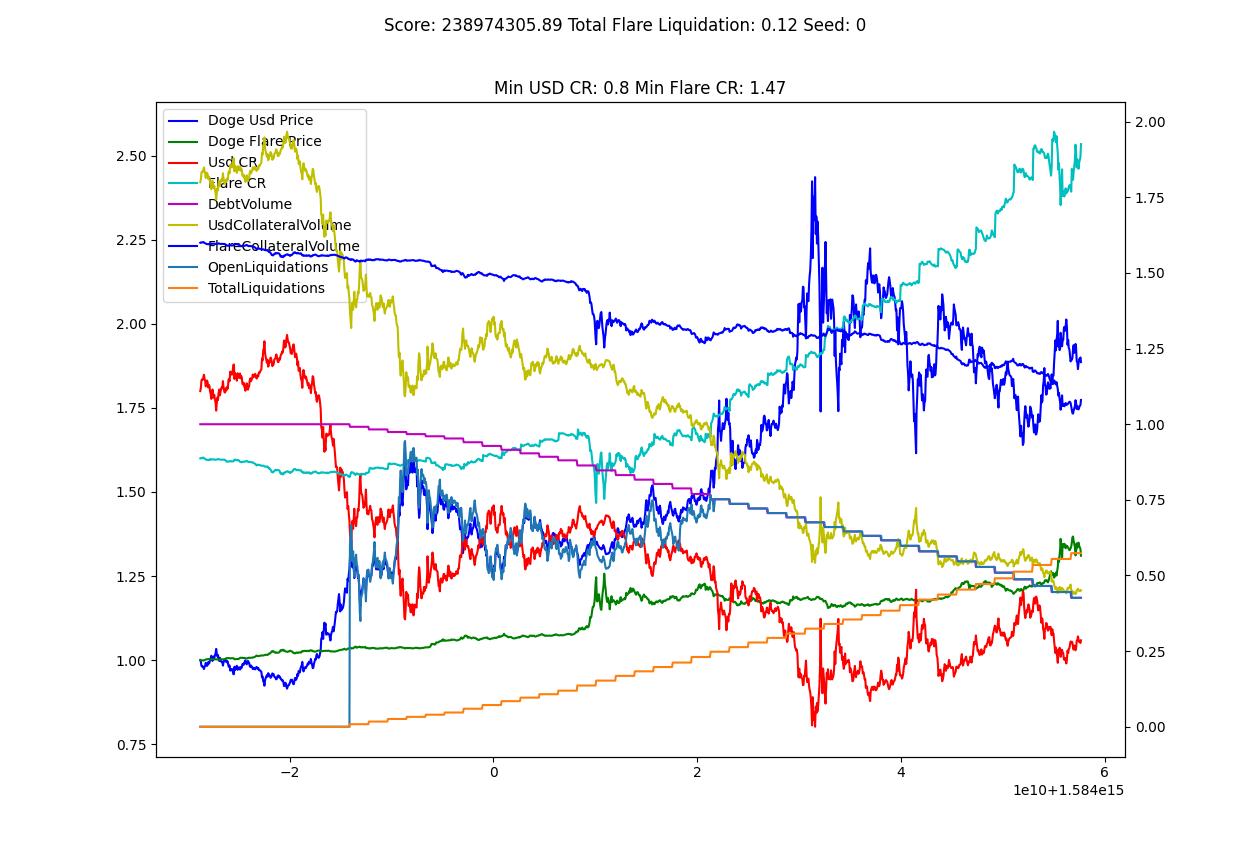 Score: 238974305.89 Total Flare Liquidation: 0.12 Seed: 0
Min USD CR: 0.8 Min Flare CR: 1.47
Doge Usd Price
Doge Flare Price
Usd CR
Flare CR
DebtVolume
UsdCollateralVolume
FlareCollateralVolume
OpenLiquidations
TotalLiquidations
2.50
2.25
2.00
1.75
1.50
1.25
1.00
0.75
2.00
1.75
1.50
1.25
1.00
0.75
0.50
0.25
0.00
−2
0
2
4
6
1e10+1.584e15